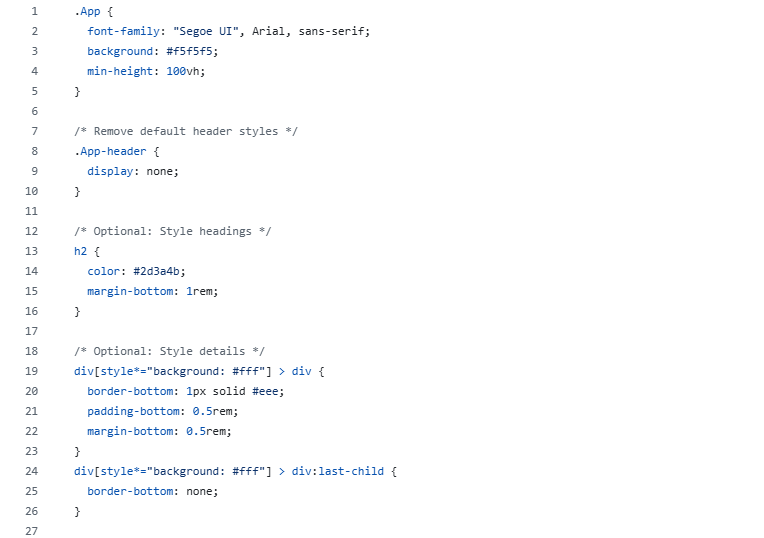 1 .App {
2   font-family: "Segoe UI", Arial, sans-serif;
3   background: #f5f5f5;
4   min-height: 100vh;
5 }
6
7 /* Remove default header styles */
8 .App-header {
9   display: none;
10 }
11
12 /* Optional: Style headings */
13 h2 {
14   color: #2d3a4b;
15   margin-bottom: 1rem;
16 }
17
18 /* Optional: Style details */
19 div[style*="background: #fff"] > div {
20   border-bottom: 1px solid #eee;
21   padding-bottom: 0.5rem;
22   margin-bottom: 0.5rem;
23 }
24 div[style*="background: #fff"] > div:last-child {
25   border-bottom: none;
26 }
27